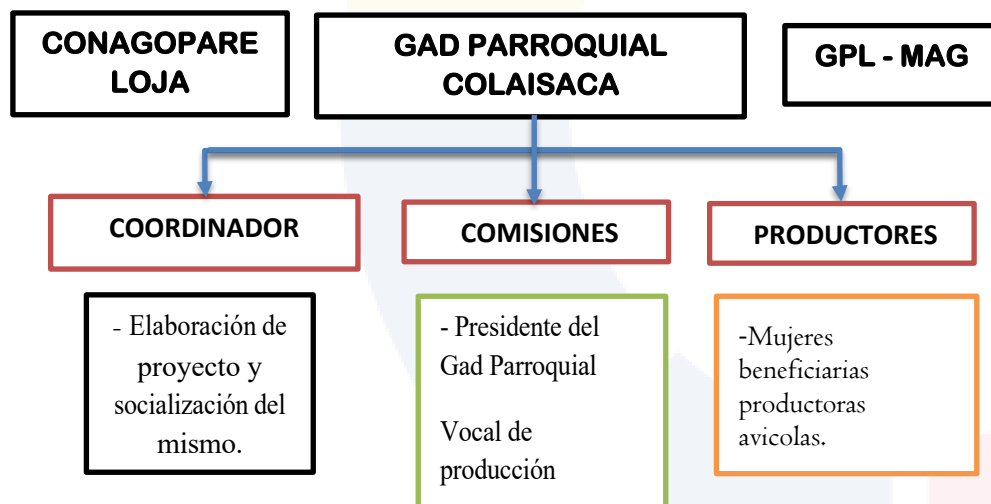 CONAGOPARE
LOJA
GAD PARROQUIAL
COLAISACA
GPL - MAG
COORDINADOR
COMISIONES
PRODUCTORES
- Elaboración de
proyecto y
socialización del
mismo.
- Presidente del
Gad Parroquial
Vocal de
producción
-Mujeres
beneficiarias
productoras
avicolas.